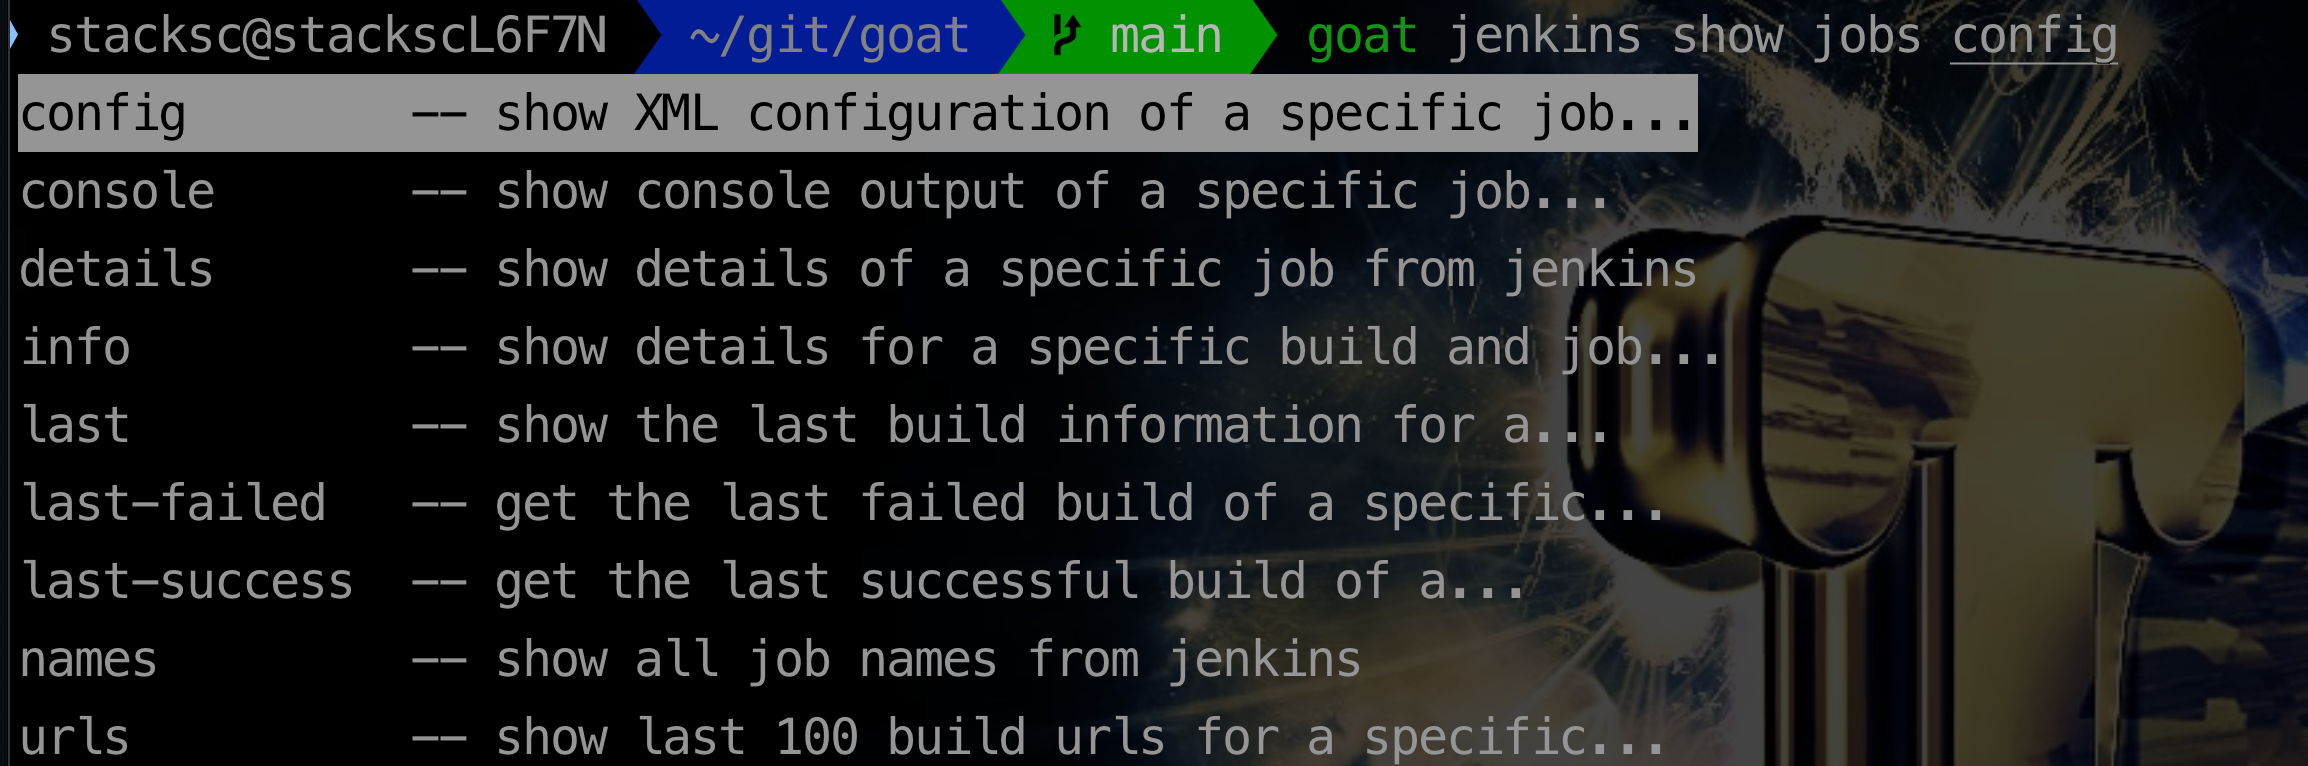 stacksc@stackscL6F7N ~/git/goat main goat jenkins show jobs config
config -- show XML configuration of a specific job...
console -- show console output of a specific job...
details -- show details of a specific job from jenkins
info -- show details for a specific build and job...
last -- show the last build information for a...
last-failed -- get the last failed build of a specific...
last-success -- get the last successful build of a...
names -- show all job names from jenkins
urls -- show last 100 build urls for a specific...